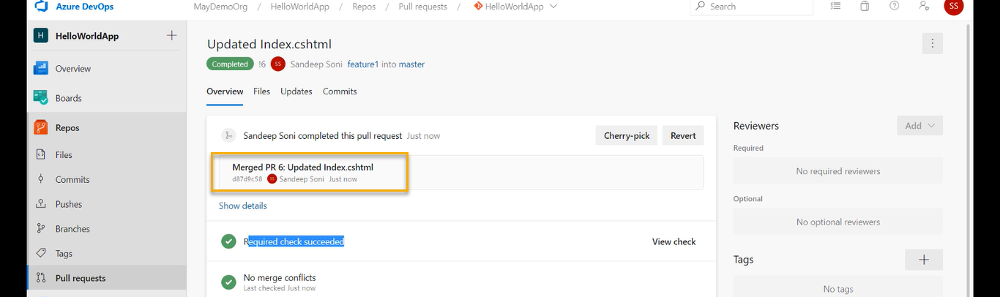 Azure DevOps
MayDemoOrg / HelloWorldApp / Repos / Pull requests / HelloWorldApp
Search
SS
H HelloWorldApp
Overview
Boards
Repos
Files
Commits
Pushes
Branches
Tags
Pull requests
Updated Index.cshtml
Completed !6 SS Sandeep Soni feature1 into master
Overview Files Updates Commits
Sandeep Soni completed this pull request Just now
Cherry-pick Revert
Merged PR 6: Updated Index.cshtml
d87d9c58 SS Sandeep Soni Just now
Show details
Required check succeeded
View check
No merge conflicts
Last checked Just now
Reviewers
Add
Required
No required reviewers
Optional
No optional reviewers
Tags
No tags